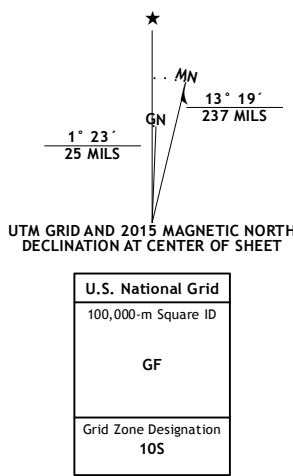 ★
MN
GN
13° 19´
237 MILS
1° 23´
25 MILS
UTM GRID AND 2015 MAGNETIC NORTH
DECLINATION AT CENTER OF SHEET
U.S. National Grid
100,000-m Square ID
GF
Grid Zone Designation
10S